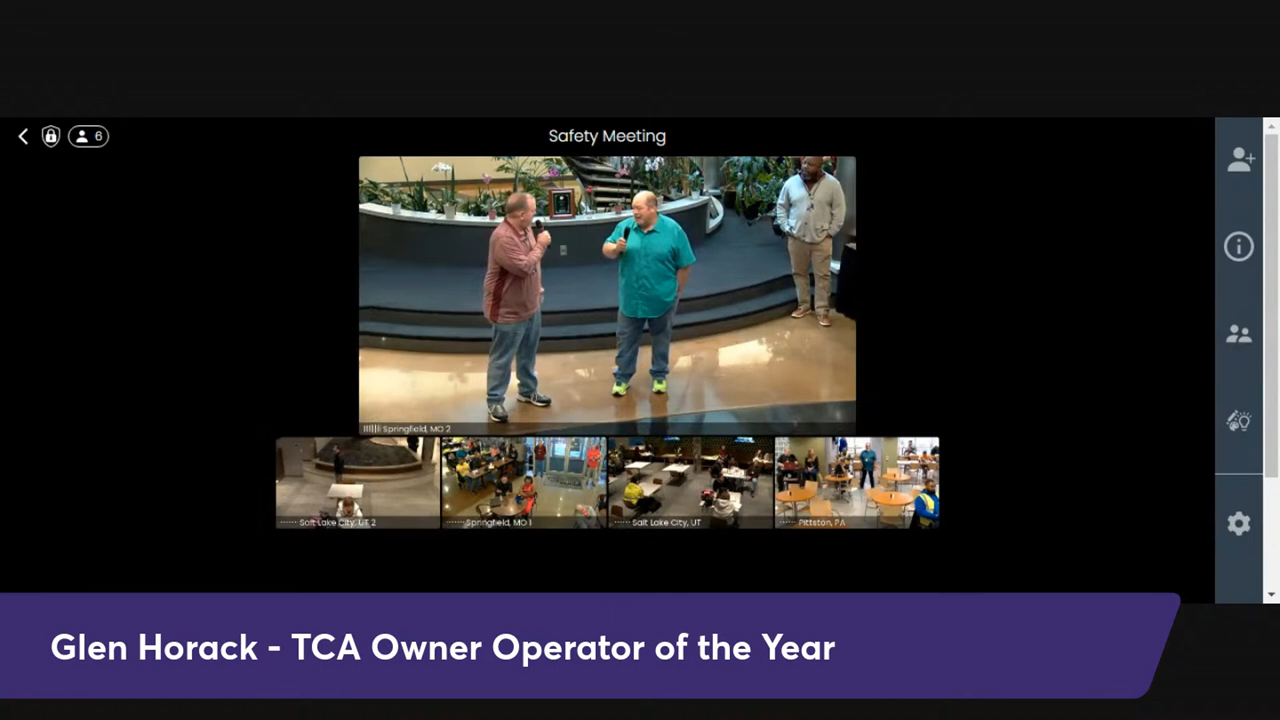 6
Safety Meeting
Springfield, MO 2
Salt Lake City, UT 2
Springfield, MO 1
Salt Lake City, UT
Pittston, PA
Glen Horack - TCA Owner Operator of the Year